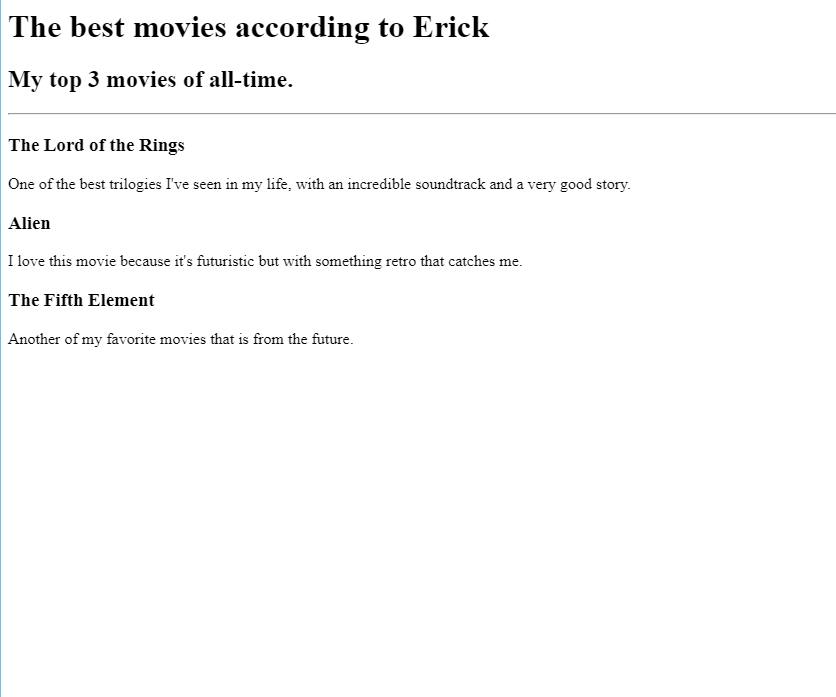 The best movies according to Erick
My top 3 movies of all-time.
The Lord of the Rings
One of the best trilogies I've seen in my life, with an incredible soundtrack and a very good story.
Alien
I love this movie because it's futuristic but with something retro that catches me.
The Fifth Element
Another of my favorite movies that is from the future.